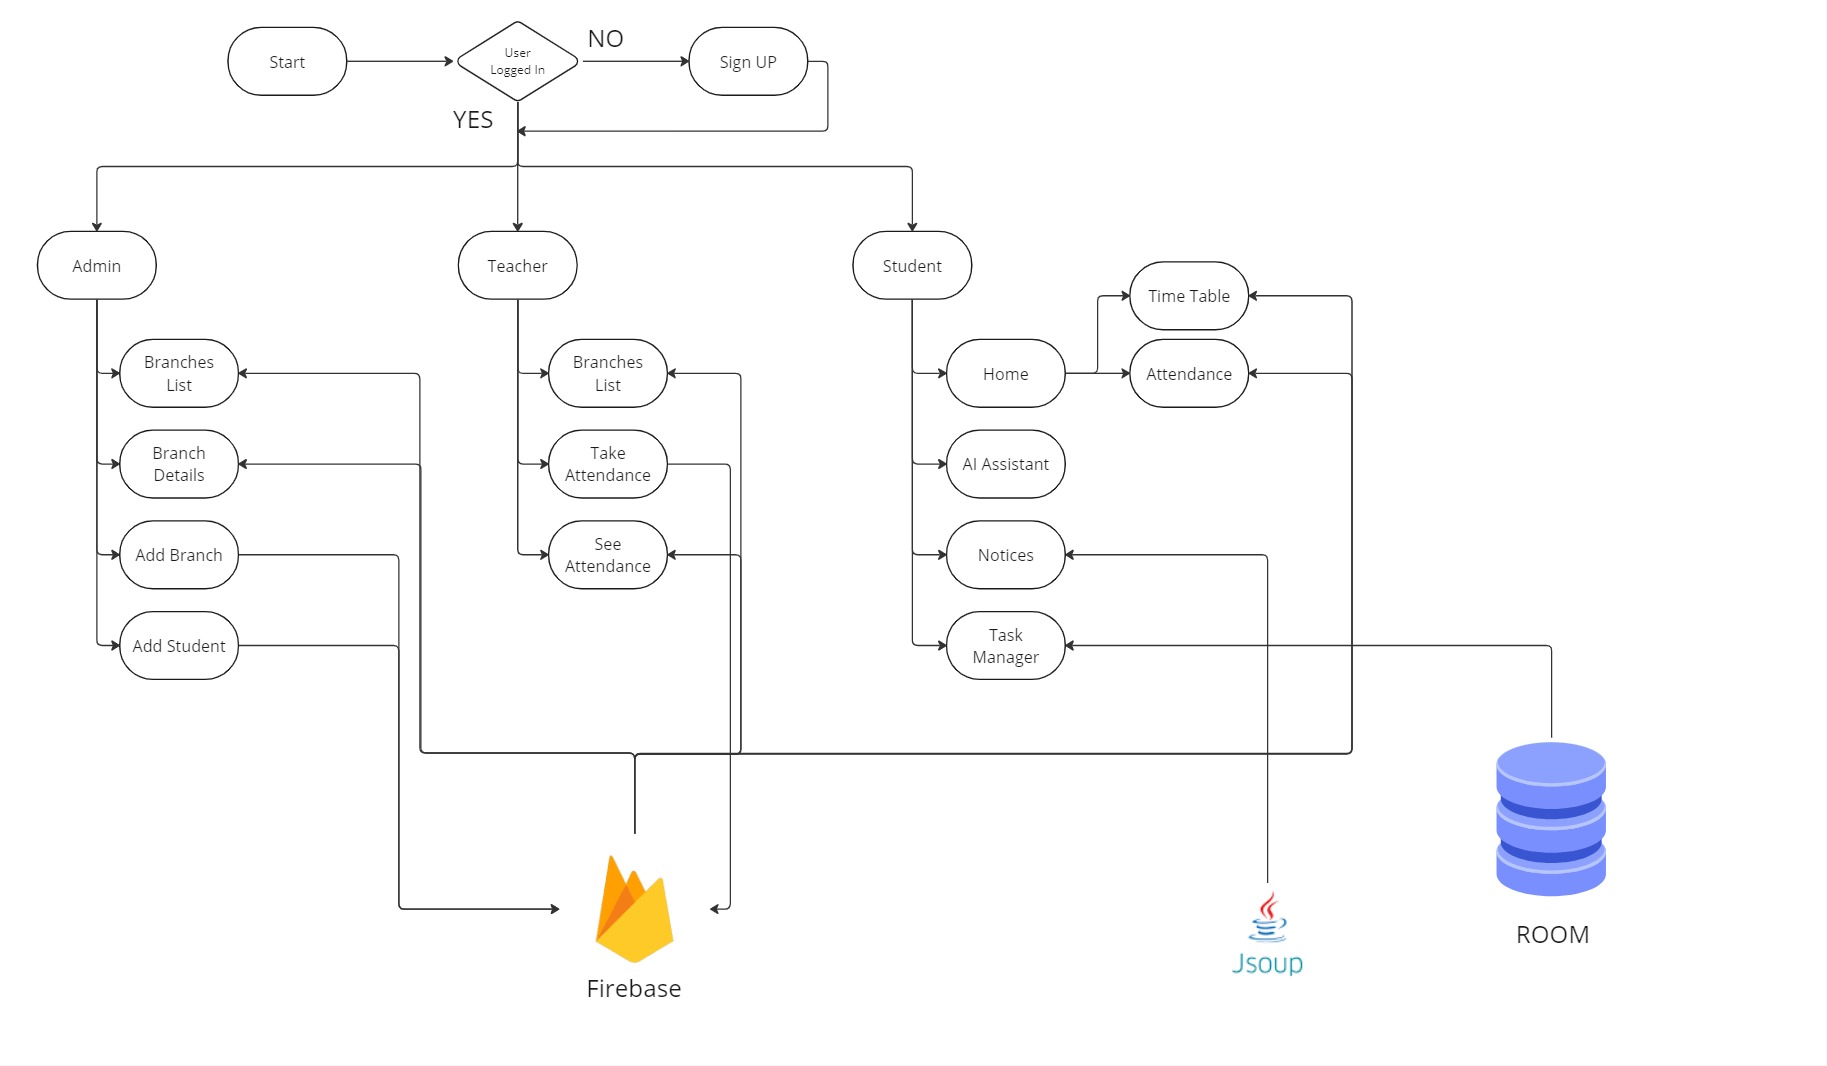 Start
User
Logged In
NO
Sign UP
YES
Admin
Teacher
Student
Time Table
Branches
List
Branches
List
Home
Attendance
Branch
Details
Take
Attendance
AI Assistant
Add Branch
See
Attendance
Notices
Add Student
Task
Manager
ROOM
Jsoup
Firebase